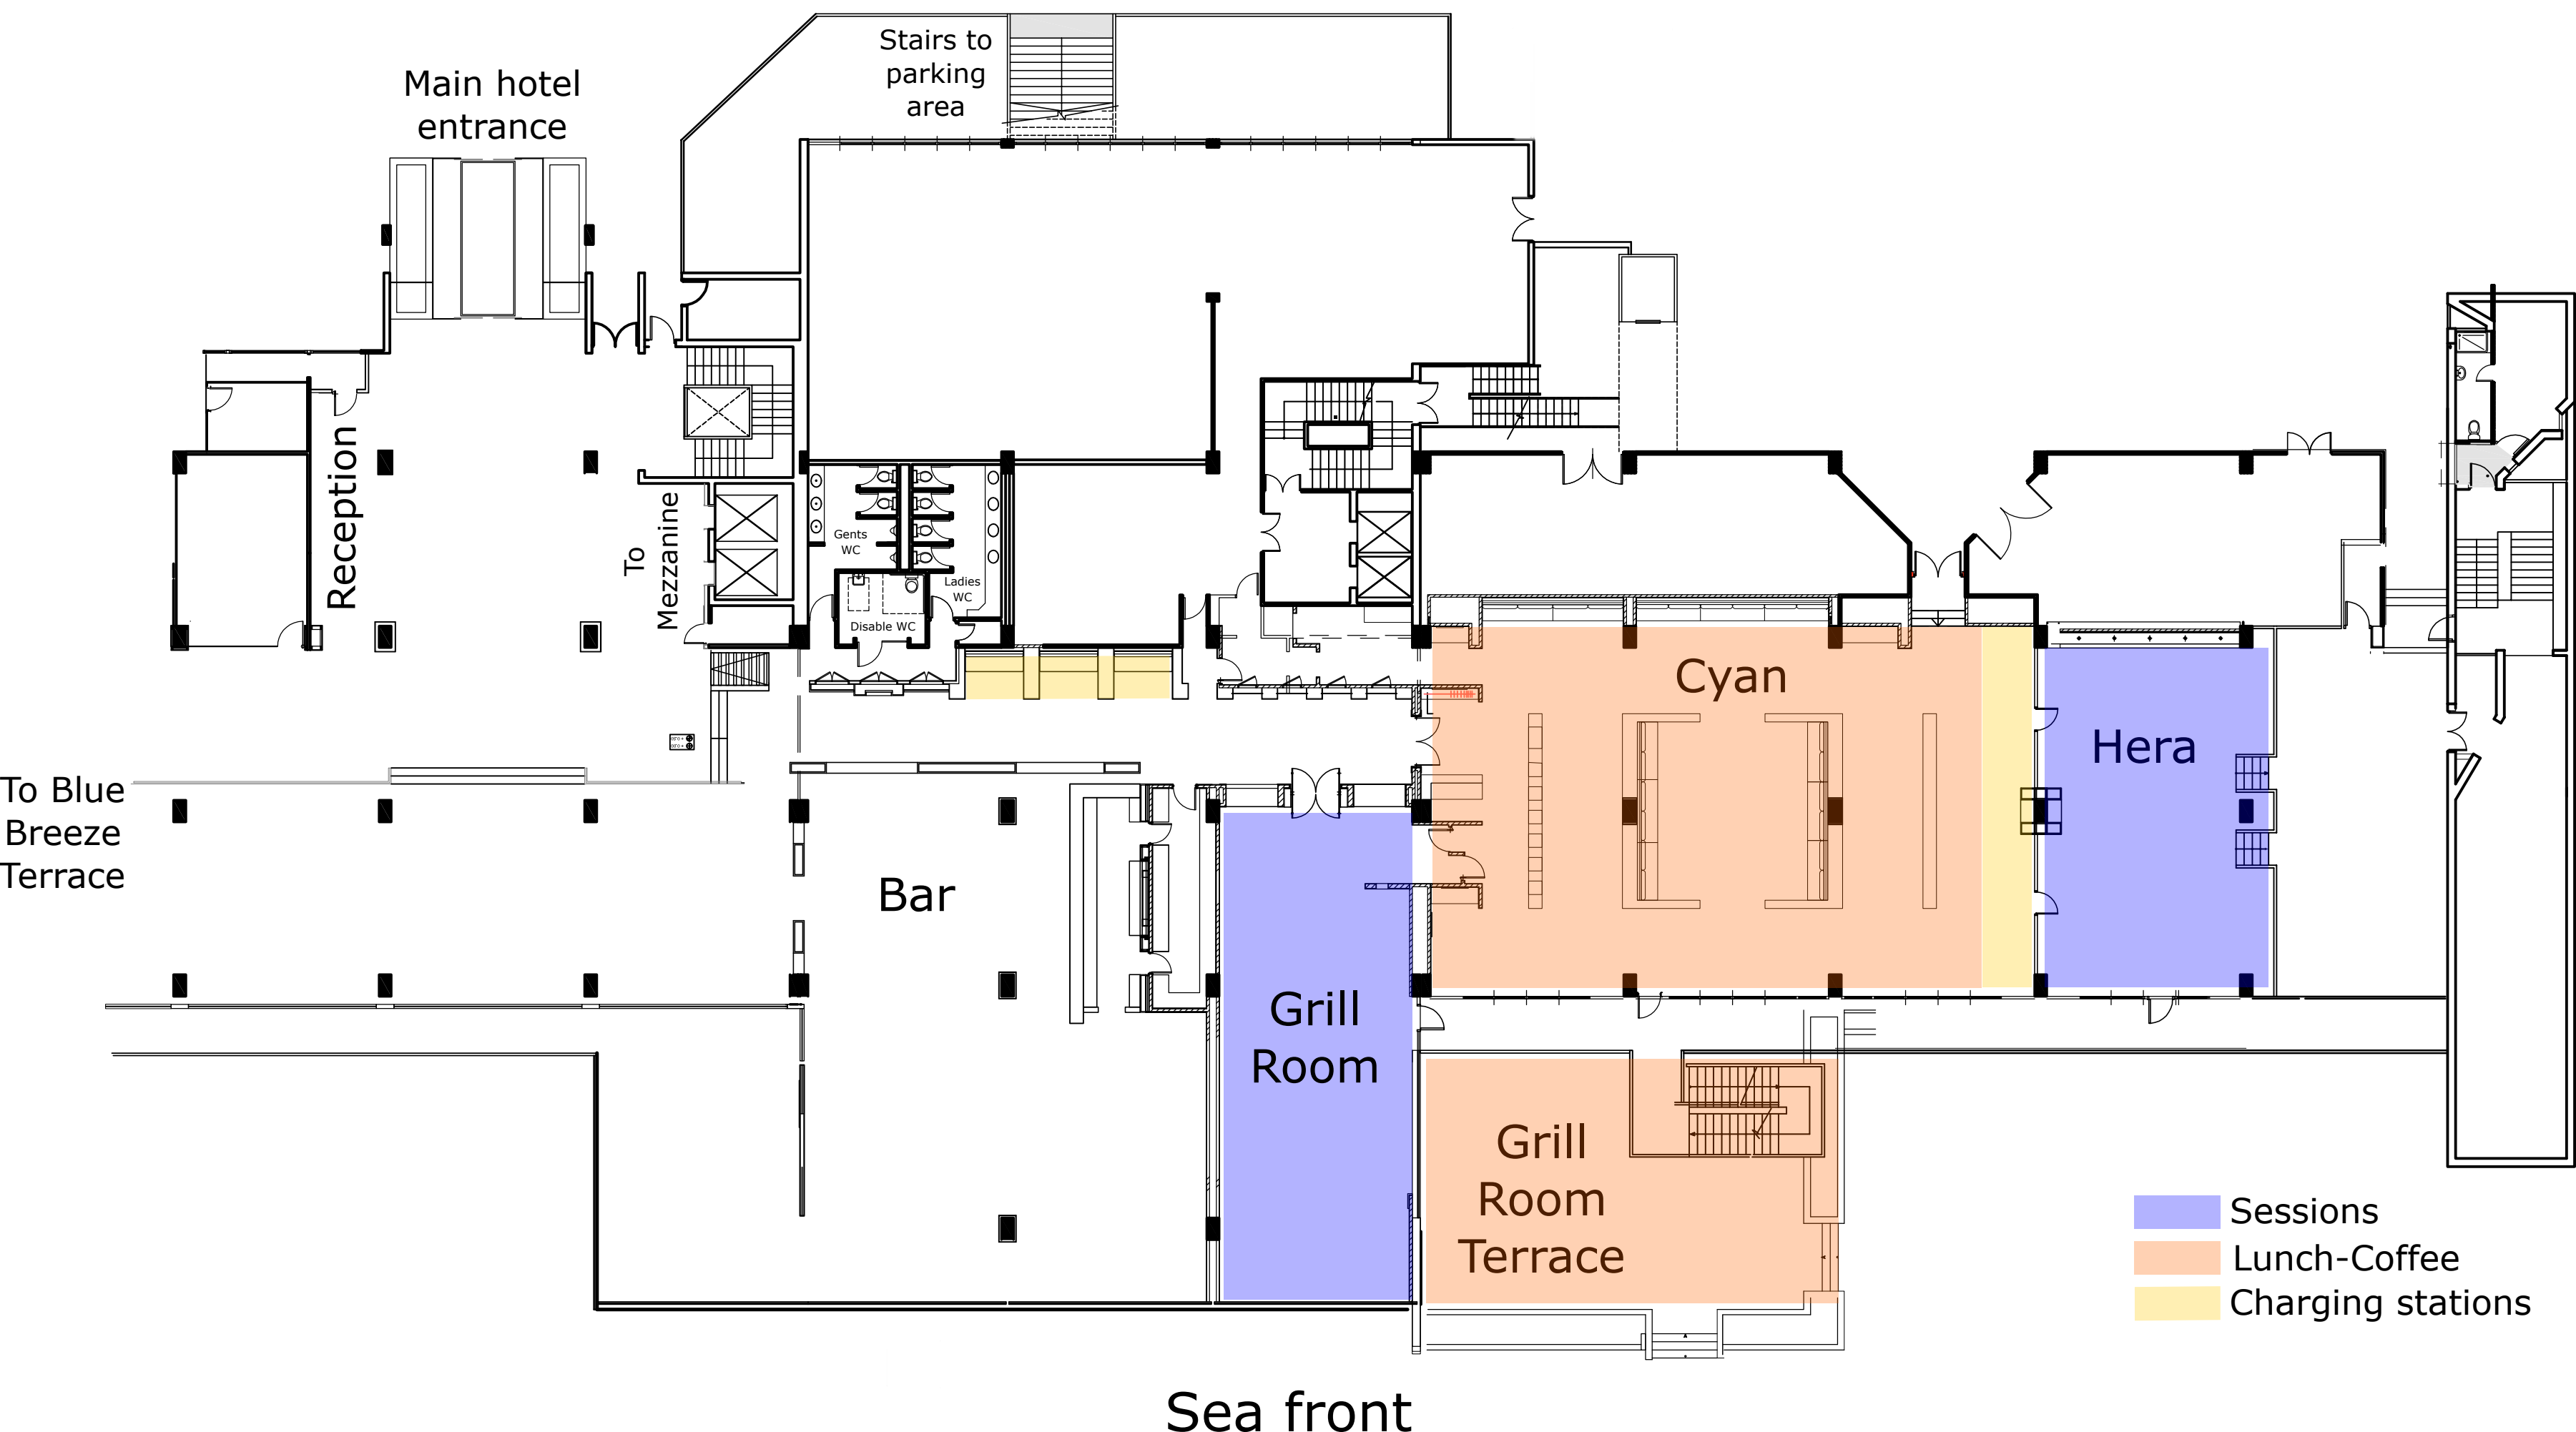 Stairs to
parking
area
Main hotel
entrance
Reception
To
Mezzanine
Gents
WC
Ladies
WC
Disable WC
Cyan
Hera
To Blue
Breeze
Terrace
Bar
Grill
Room
Grill
Room
Terrace
Sessions
Lunch-Coffee
Charging stations
Sea front